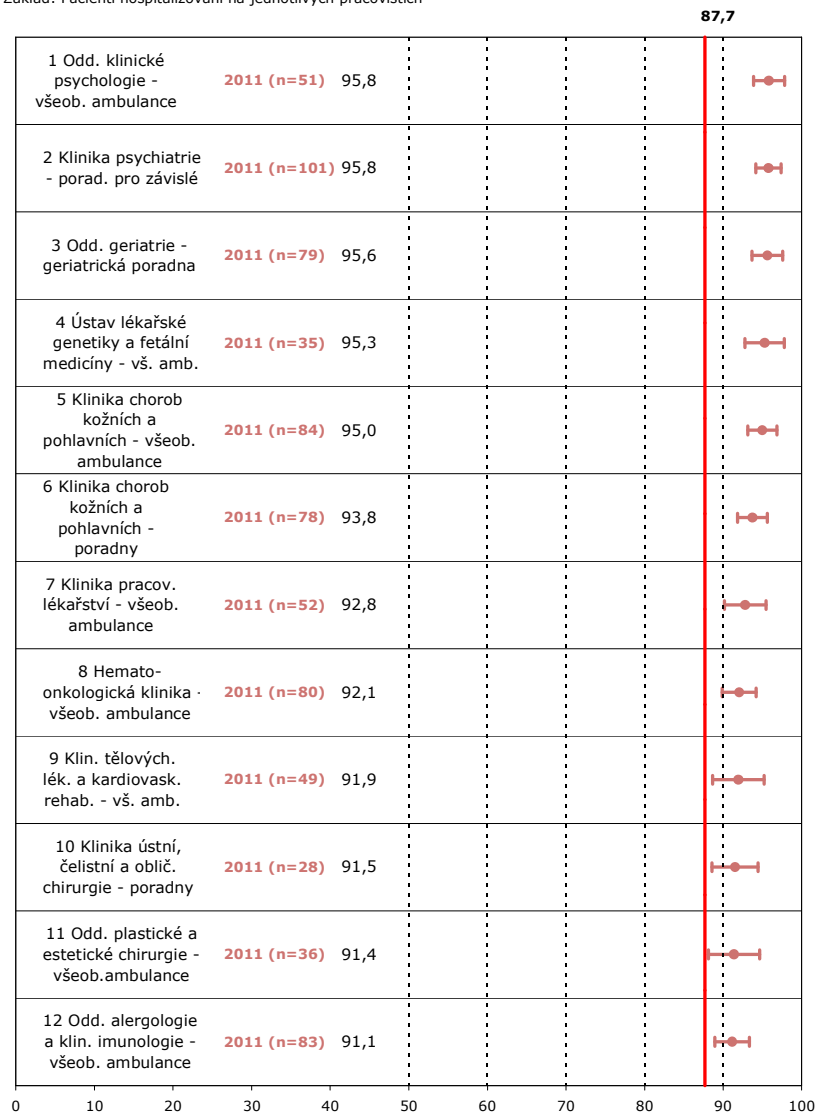 Základ: Pacienti hospitalizovaní na jednotlivých pracovištích
87,7
1 Odd. klinické
psychologie -
všeob. ambulance
2011 (n=51) 95,8
2 Klinika psychiatrie
- porad. pro závislé
2011 (n=101) 95,8
3 Odd. geriatrie -
geriatrická poradna
2011 (n=79) 95,6
4 Ústav lékařské
genetiky a fetální
medicíny - vš. amb.
2011 (n=35) 95,3
5 Klinika chorob
kožních a
pohlavních - všeob.
ambulance
2011 (n=84) 95,0
6 Klinika chorob
kožních a
pohlavních -
poradny
2011 (n=78) 93,8
7 Klinika pracov.
lékařství - všeob.
ambulance
2011 (n=52) 92,8
8 Hemato-
onkologická klinika -
všeob. ambulance
2011 (n=80) 92,1
9 Klin. tělových.
lék. a kardiovask.
rehab. - vš. amb.
2011 (n=49) 91,9
10 Klinika ústní,
čelistní a oblič.
chirurgie - poradny
2011 (n=28) 91,5
11 Odd. plastické a
estetické chirurgie -
všeob.ambulance
2011 (n=36) 91,4
12 Odd. alergologie
a klin. imunologie -
všeob. ambulance
2011 (n=83) 91,1
0 10 20 30 40 50 60 70 80 90 100